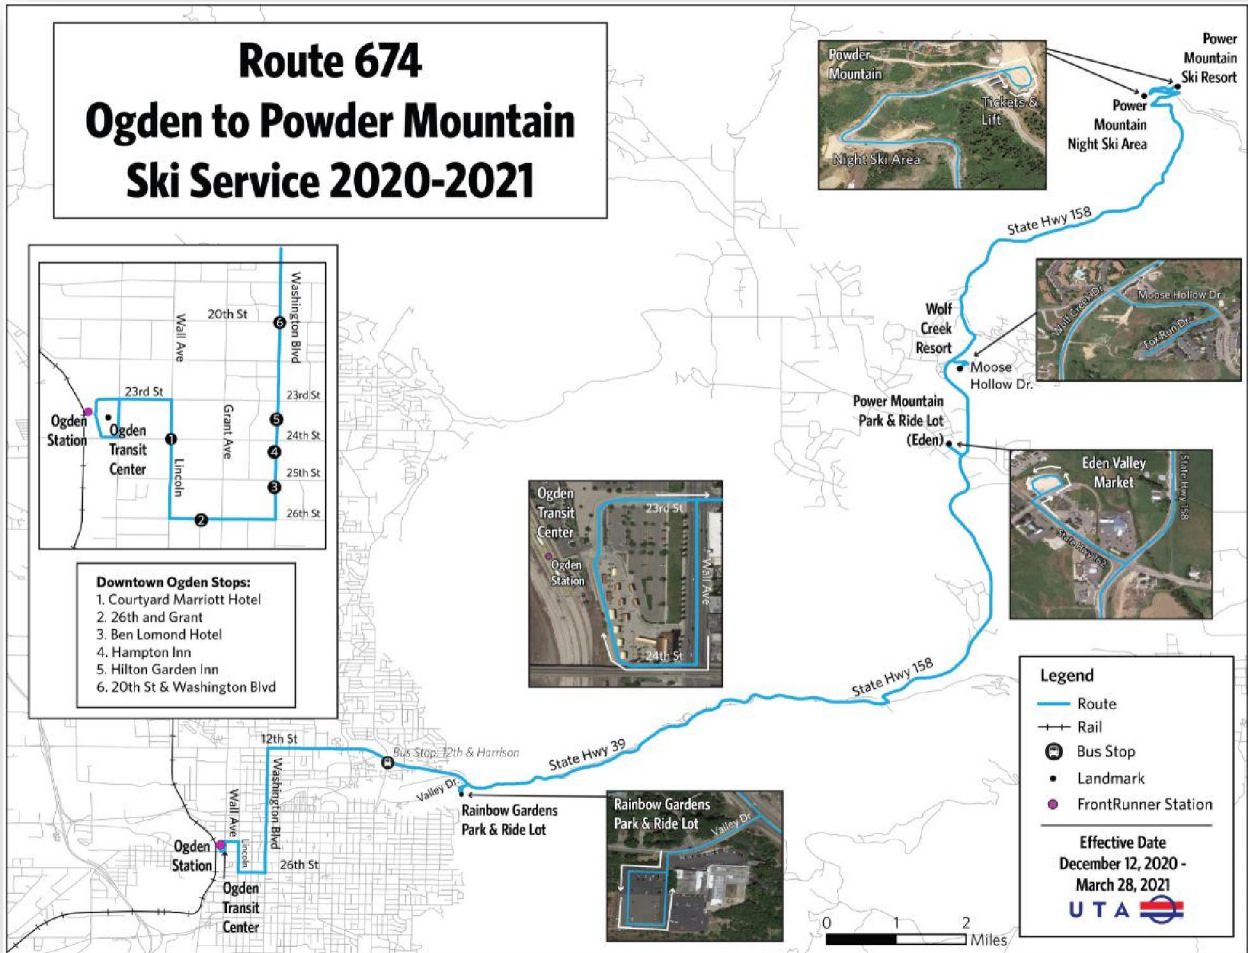 Route 674
Ogden to Powder Mountain
Ski Service 2020-2021
Powder
Mountain
Tickets &
Lift
Night Ski Area
Power
Mountain
Ski Resort
Power
Mountain
Night Ski Area
State Hwy 158
Wolf
Creek
Resort
Moose
Hollow Dr.
Wolf Creek Dr
Moose Hollow Dr
Fox Run Dr.
Power Mountain
Park & Ride Lot
(Eden)
Eden Valley
Market
State Hwy 158
State Hwy 162
20th St
Washington Blvd
6
Wall Ave
23rd St
23rd St
Ogden
Station
Ogden
Transit
Center
Grant Ave
5
24th St
1
4
25th St
Lincoln
3
2
26th St
Downtown Ogden Stops:
1. Courtyard Marriott Hotel
2. 26th and Grant
3. Ben Lomond Hotel
4. Hampton Inn
5. Hilton Garden Inn
6. 20th St & Washington Blvd
Ogden
Transit
Center
23rd St
Ogden
Station
Wall Ave
24th St
State Hwy 158
State Hwy 39
12th St
Bus Stop, 12th & Harrison
Valley Dr.
Rainbow Gardens
Park & Ride Lot
Wall Ave
Washington Blvd
Lincoln
Ogden
Station
26th St
Ogden
Transit
Center
Rainbow Gardens
Park & Ride Lot
Valley Dr
Legend
Route
Rail
Bus Stop
Landmark
FrontRunner Station
Effective Date
December 12, 2020 -
March 28, 2021
UTA
0 1 2
Miles